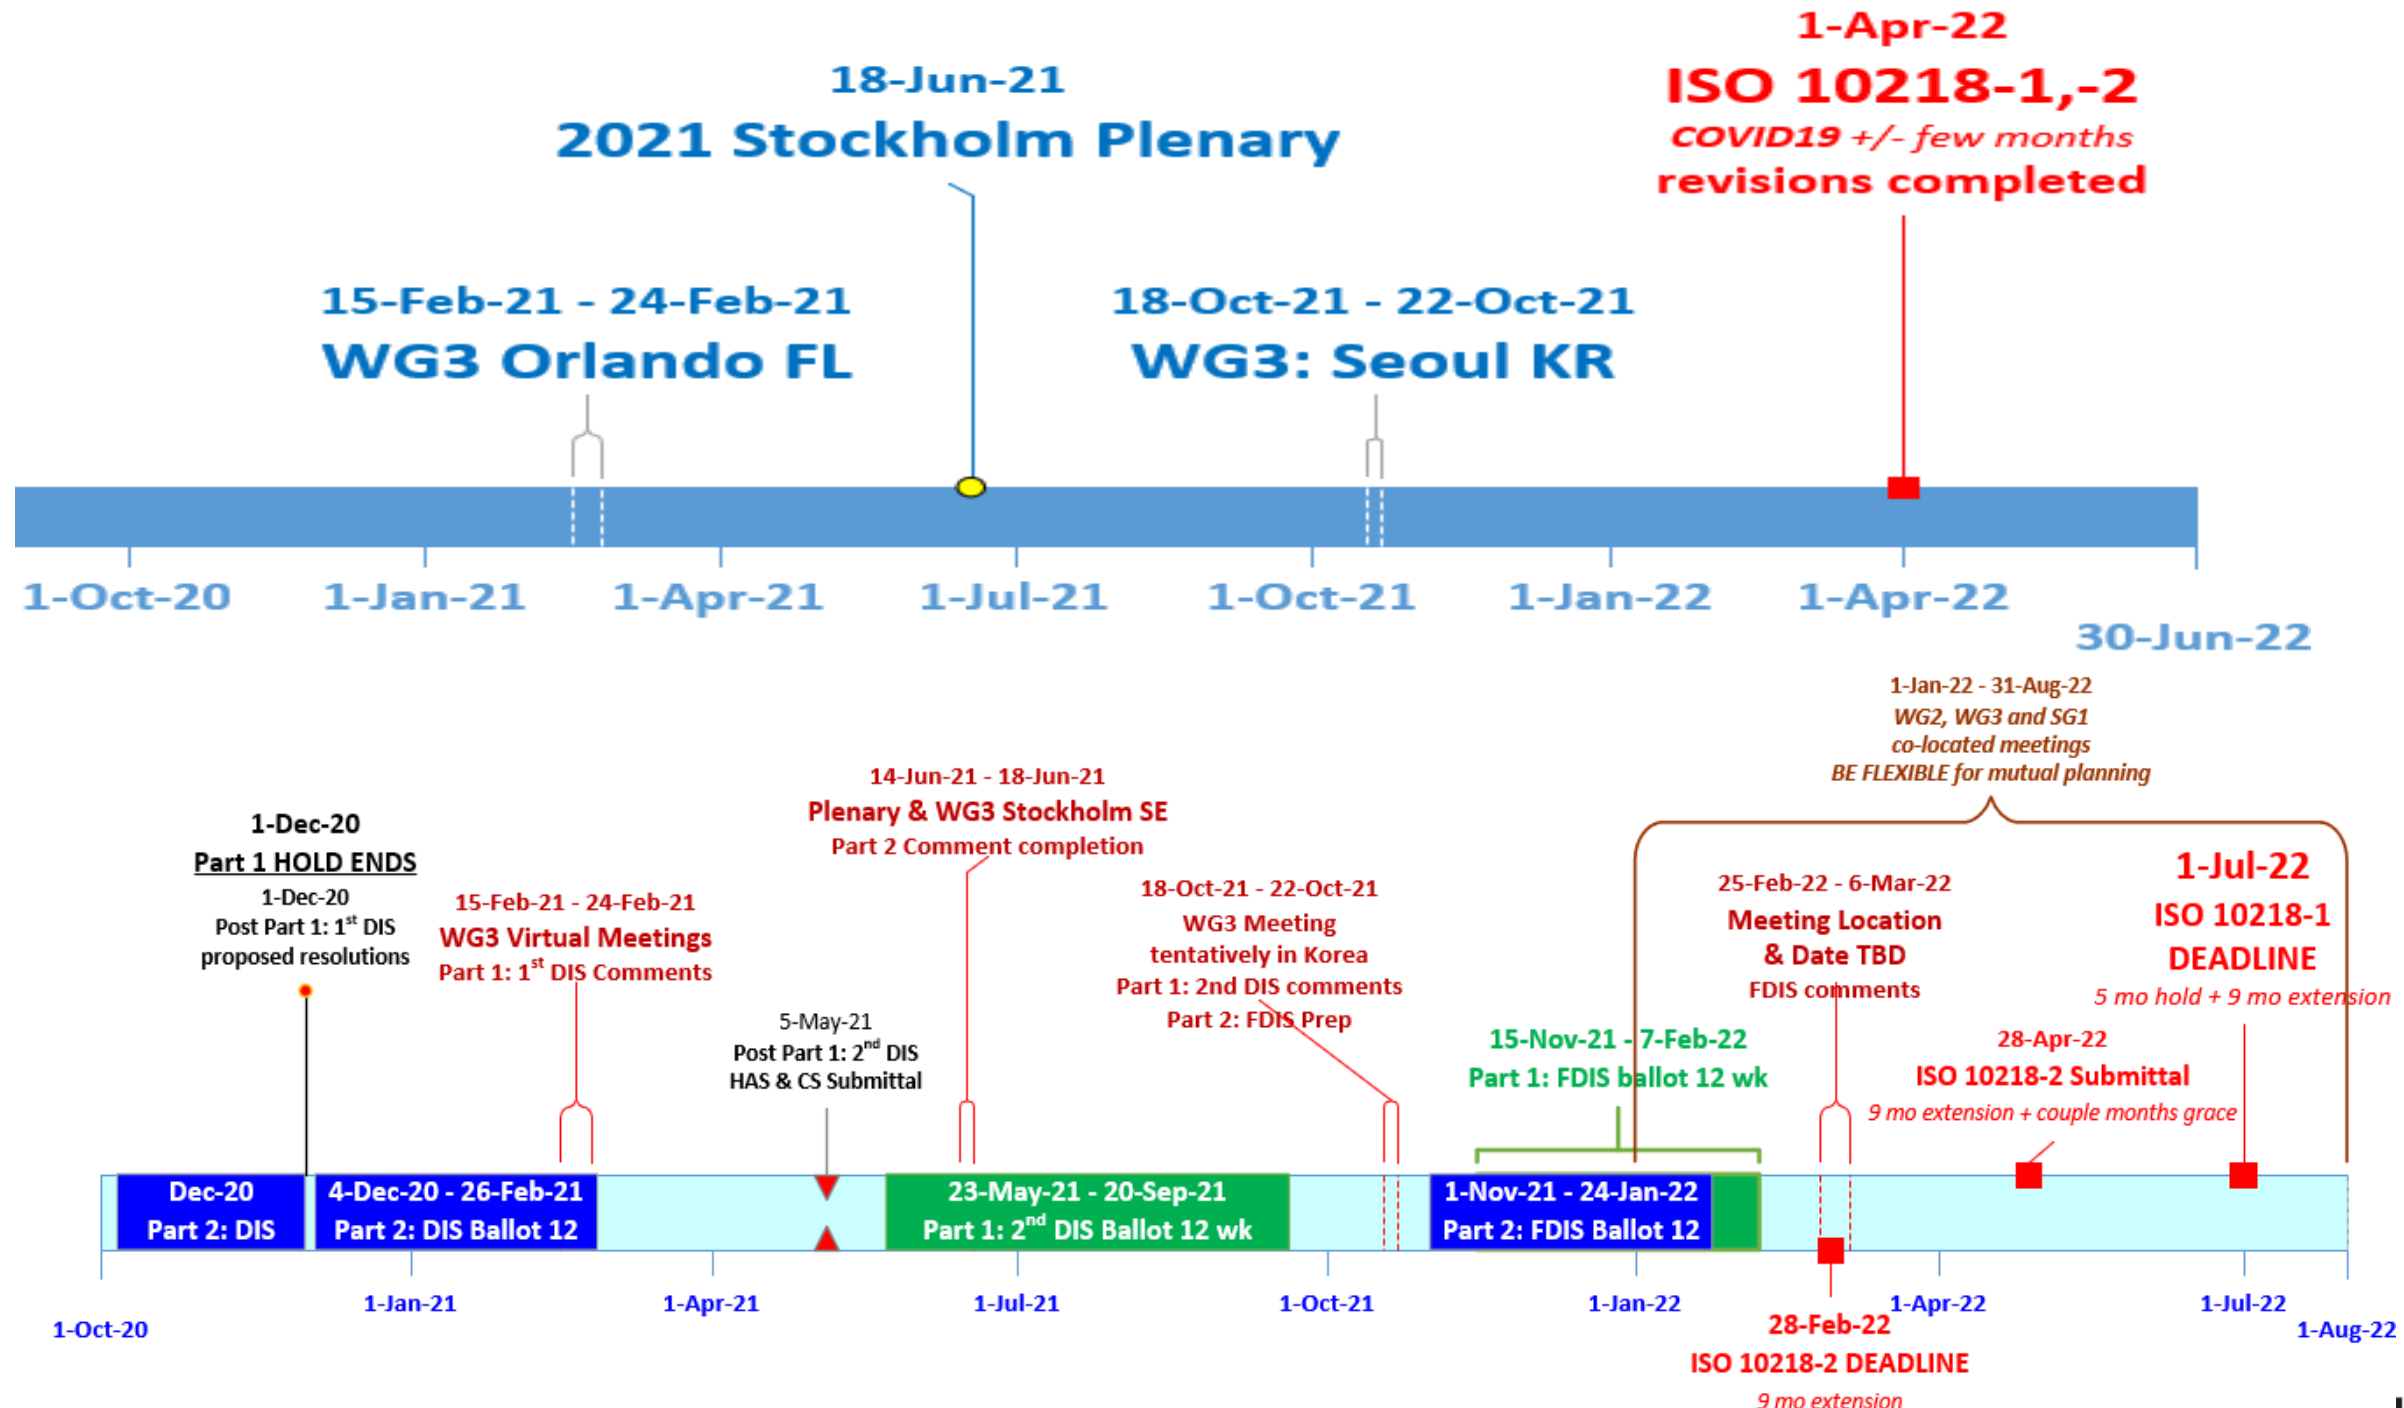 1-Apr-22
ISO 10218-1,-2
COVID19 +/- few months
revisions completed
18-Jun-21
2021 Stockholm Plenary
15-Feb-21 - 24-Feb-21
WG3 Orlando FL
18-Oct-21 - 22-Oct-21
WG3: Seoul KR
1-Oct-20
1-Jan-21
1-Apr-21
1-Jul-21
1-Oct-21
1-Jan-22
1-Apr-22
30-Jun-22
1-Jan-22 - 31-Aug-22
WG2, WG3 and SG1
co-located meetings
BE FLEXIBLE for mutual planning
1-Dec-20
Part 1 HOLD ENDS
1-Dec-20
Post Part 1: 1st DIS
proposed resolutions
15-Feb-21 - 24-Feb-21
WG3 Virtual Meetings
Part 1: 1st DIS Comments
5-May-21
Post Part 1: 2nd DIS
HAS & CS Submittal
14-Jun-21 - 18-Jun-21
Plenary & WG3 Stockholm SE
Part 2 Comment completion
18-Oct-21 - 22-Oct-21
WG3 Meeting
tentatively in Korea
Part 1: 2nd DIS comments
Part 2: FDIS Prep
15-Nov-21 - 7-Feb-22
Part 1: FDIS ballot 12 wk
25-Feb-22 - 6-Mar-22
Meeting Location
& Date TBD
FDIS comments
1-Jul-22
ISO 10218-1
DEADLINE
5 mo hold + 9 mo extension
28-Apr-22
ISO 10218-2 Submittal
9 mo extension + couple months grace
Dec-20
Part 2: DIS
4-Dec-20 - 26-Feb-21
Part 2: DIS Ballot 12
23-May-21 - 20-Sep-21
Part 1: 2nd DIS Ballot 12 wk
1-Nov-21 - 24-Jan-22
Part 2: FDIS Ballot 12
1-Oct-20
1-Jan-21
1-Apr-21
1-Jul-21
1-Oct-21
1-Jan-22
1-Apr-22
1-Jul-22
1-Aug-22
28-Feb-22
ISO 10218-2 DEADLINE
9 mo extension